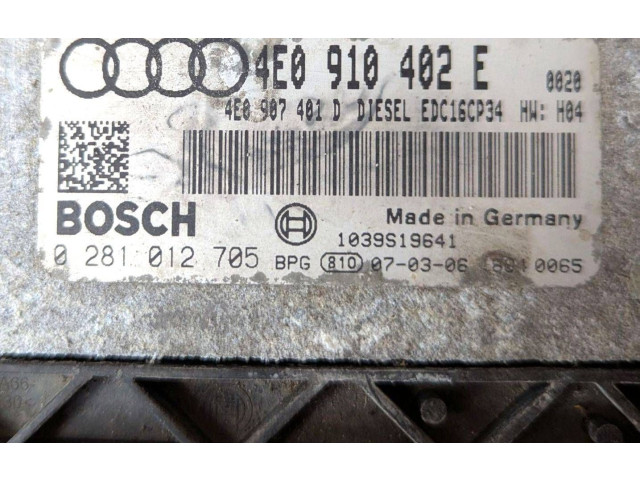 4E0 910 402 E 0020
4E0 907 401 D DIESEL EDC16CP34 HW: H04
BOSCH Made in Germany
1039S19641
0 281 012 705 BPG 810 07-03-06 0065